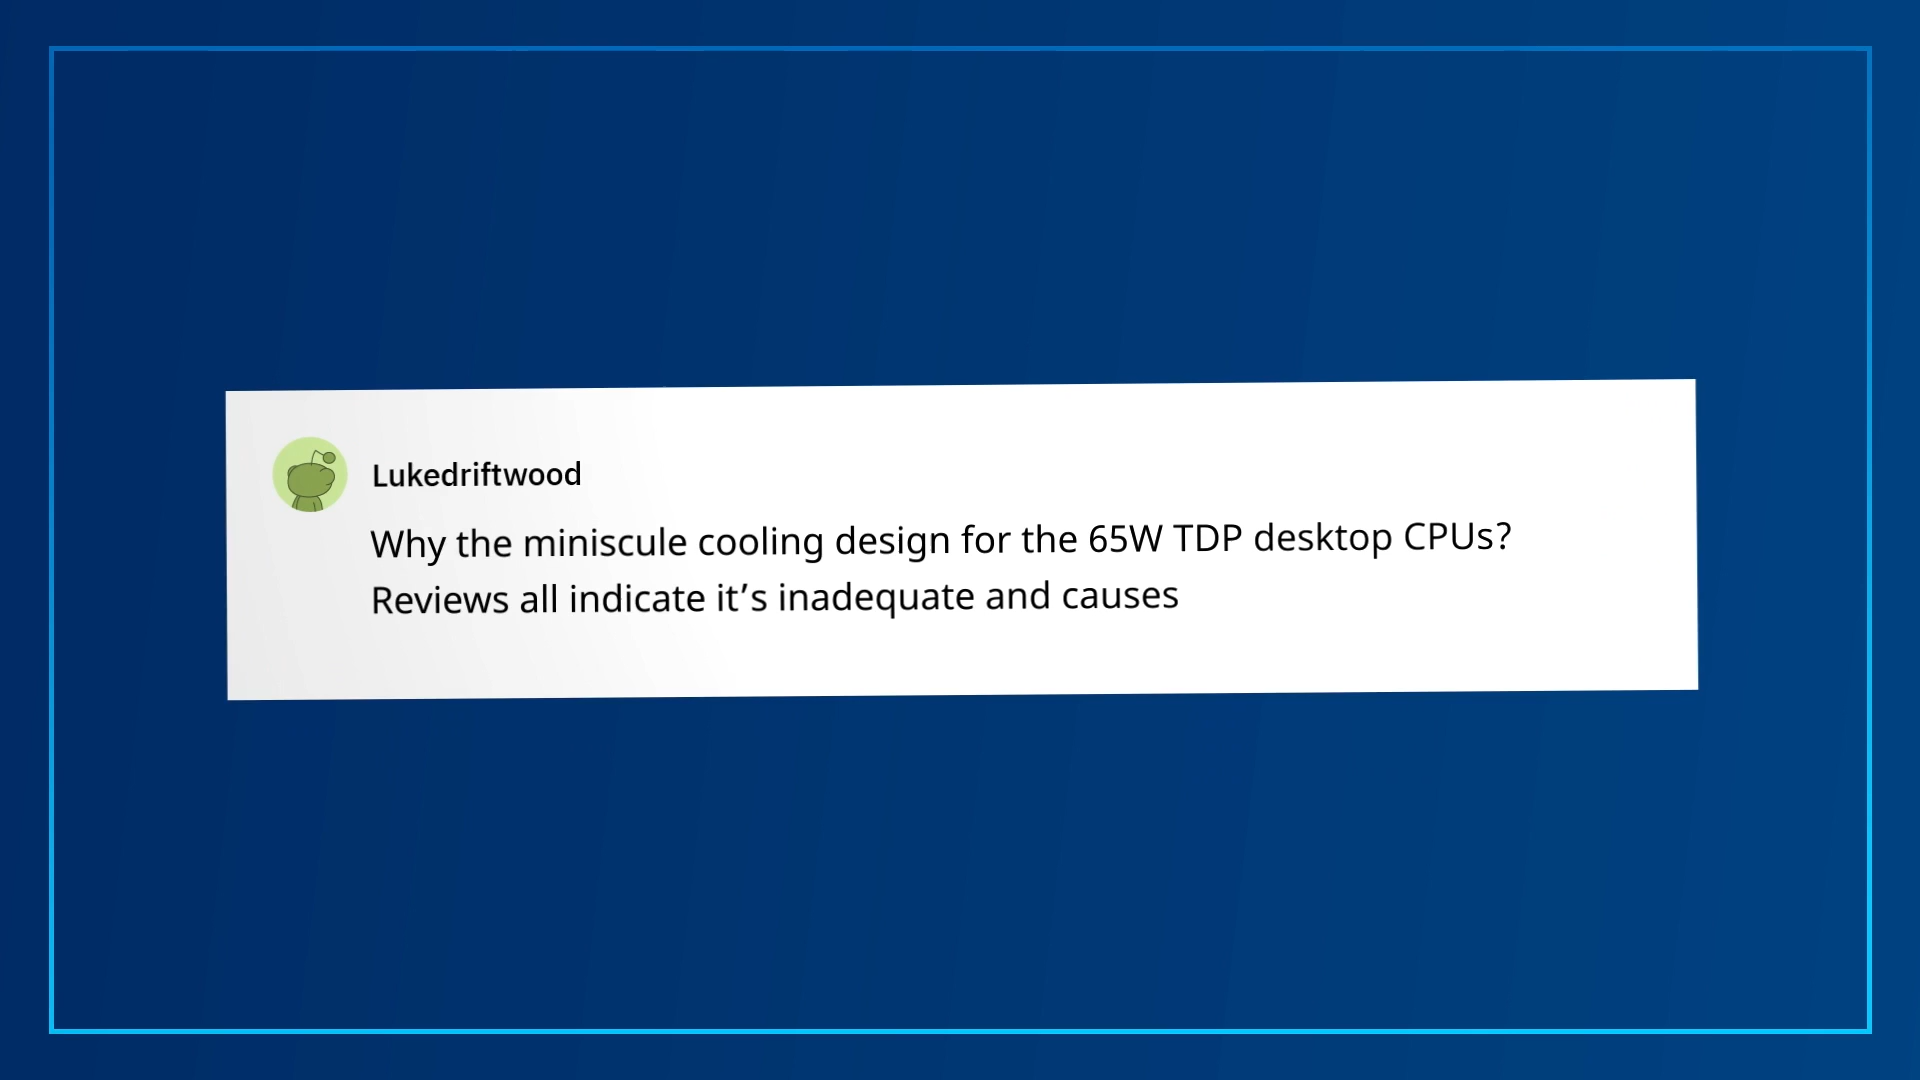 Lukedriftwood
Why the miniscule cooling design for the 65W TDP desktop CPUs?
Reviews all indicate it’s inadequate and causes